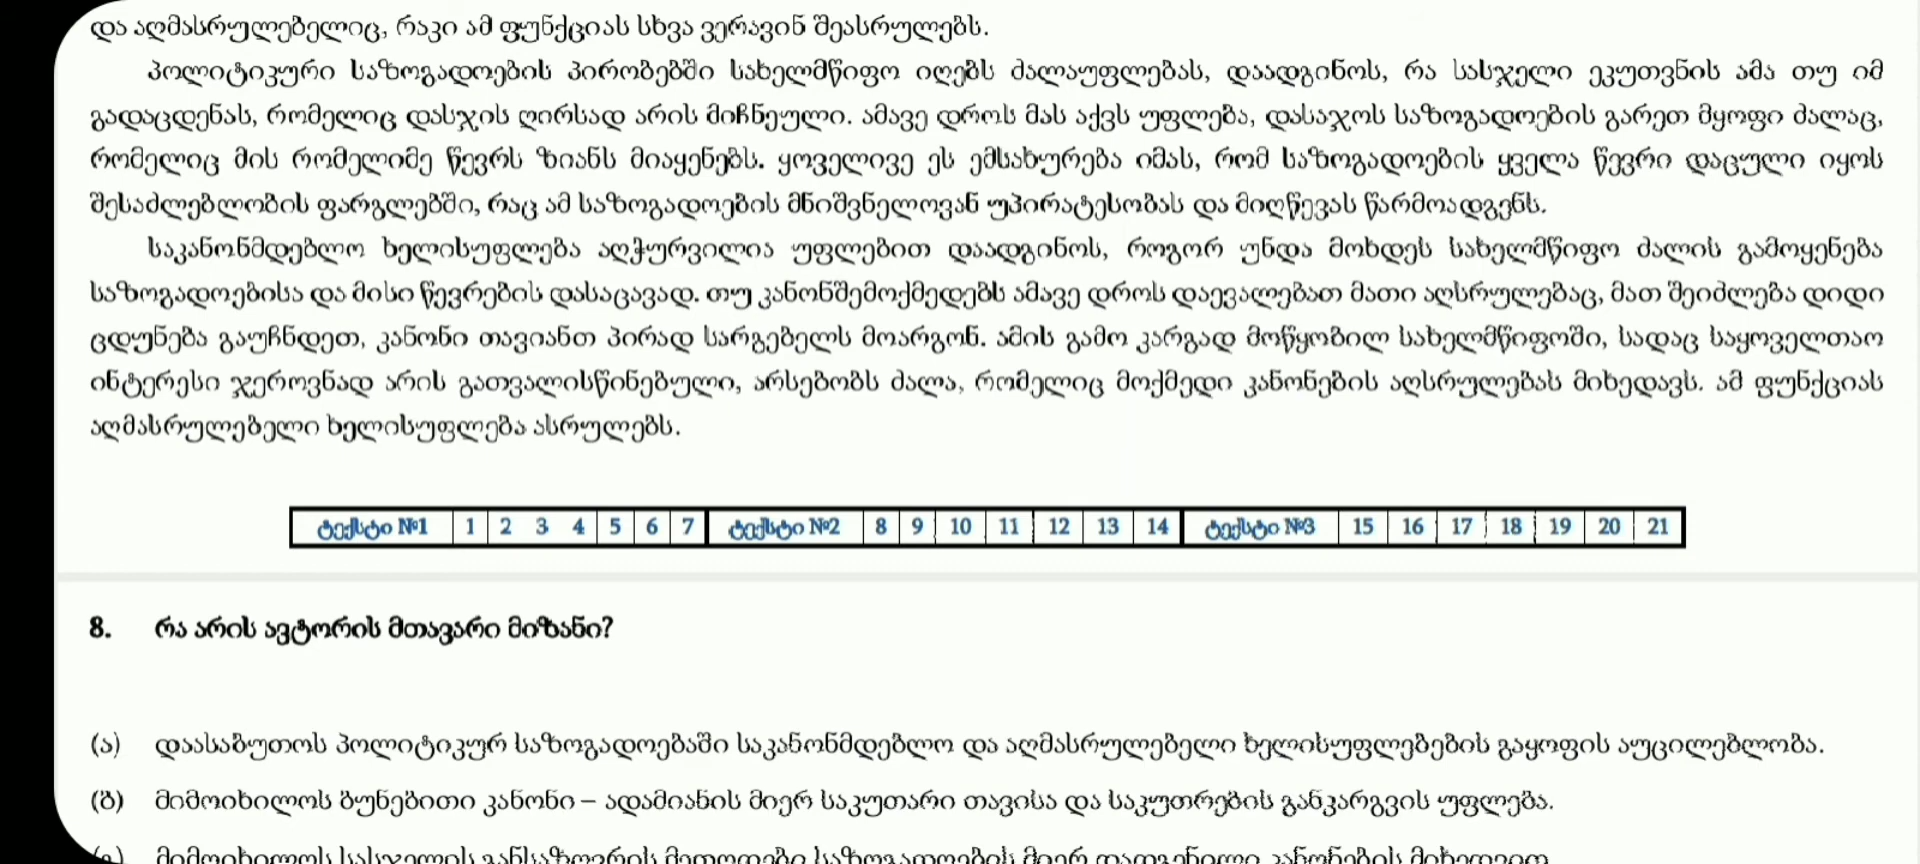 და აღმასრულებელიც, რაკი ამ ფუნქციას სხვა ვერავინ შეასრულებს.
პოლიტიკური საზოგადოების პირობებში სახელმწიფო იღებს ძალაუფლებას, დაადგინოს, რა სასჯელი ეკუთვნის ამა თუ იმ
გადაცდენას, რომელიც დასჯის ღირსად არის მიჩნეული. ამავე დროს მას აქვს უფლება, დასაჯოს საზოგადოების გარეთ მყოფი ძალაც,
რომელიც მის რომელიმე წევრს ზიანს მიაყენებს. ყოველივე ეს ემსახურება იმას, რომ საზოგადოების ყველა წევრი დაცული იყოს
შესაძლებლობის ფარგლებში, რაც ამ საზოგადოების მნიშვნელოვან უპირატესობას და მიღწევას წარმოადგენს.
საკანონმდებლო ხელისუფლება აღჭურვილია უფლებით დაადგინოს, როგორ უნდა მოხდეს სახელმწიფო ძალის გამოყენება
საზოგადოებისა და მისი წევრების დასაცავად. თუ კანონშემოქმედებს ამავე დროს დაევალებათ მათი აღსრულებაც, მათ შეიძლება დიდი
ცდუნება გაუჩნდეთ, კანონი თავიანთ პირად სარგებელს მოარგონ. ამის გამო კარგად მოწყობილ სახელმწიფოში, სადაც საყოველთაო
ინტერესი ჯეროვნად არის გათვალისწინებული, არსებობს ძალა, რომელიც მოქმედი კანონების აღსრულებას მიხედავს. ამ ფუნქციას
აღმასრულებელი ხელისუფლება ასრულებს.
ტექსტი №1 1 2 3 4 5 6 7 ტექსტი №2 8 9 10 11 12 13 14 ტექსტი №3 15 16 17 18 19 20 21
8. რა არის ავტორის მთავარი მიზანი?
(ა) დაასაბუთოს პოლიტიკურ საზოგადოებაში საკანონმდებლო და აღმასრულებელი ხელისუფლებების გაყოფის აუცილებლობა.
(ბ) მიმოიხილოს ბუნებითი კანონი – ადამიანის მიერ საკუთარი თავისა და საკუთრების განკარგვის უფლება.
(გ) მიმოიხილოს სასჯელის განსაზღვრის მეთოდები საზოგადოების მიერ დადგენილი კანონების მიხედვით.